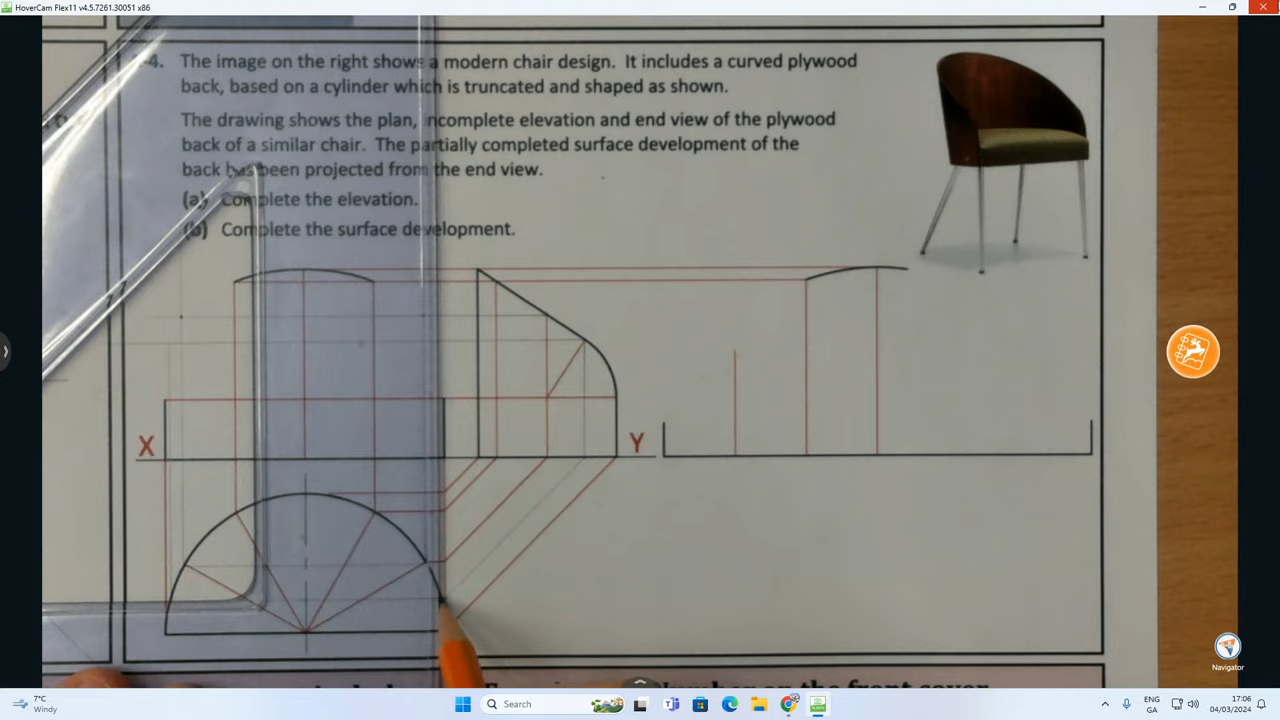 HoverCam Flex11 v4.5.7261.30051 x86
4. The image on the right shows a modern chair design. It includes a curved plywood
back, based on a cylinder which is truncated and shaped as shown.
The drawing shows the plan, incomplete elevation and end view of the plywood
back of a similar chair. The partially completed surface development of the
back has been projected from the end view.
(a) Complete the elevation.
(b) Complete the surface development.
X
Y
on the front cover
Navigator
7°C
Windy
Search
ENG
GA
17:06
04/03/2024